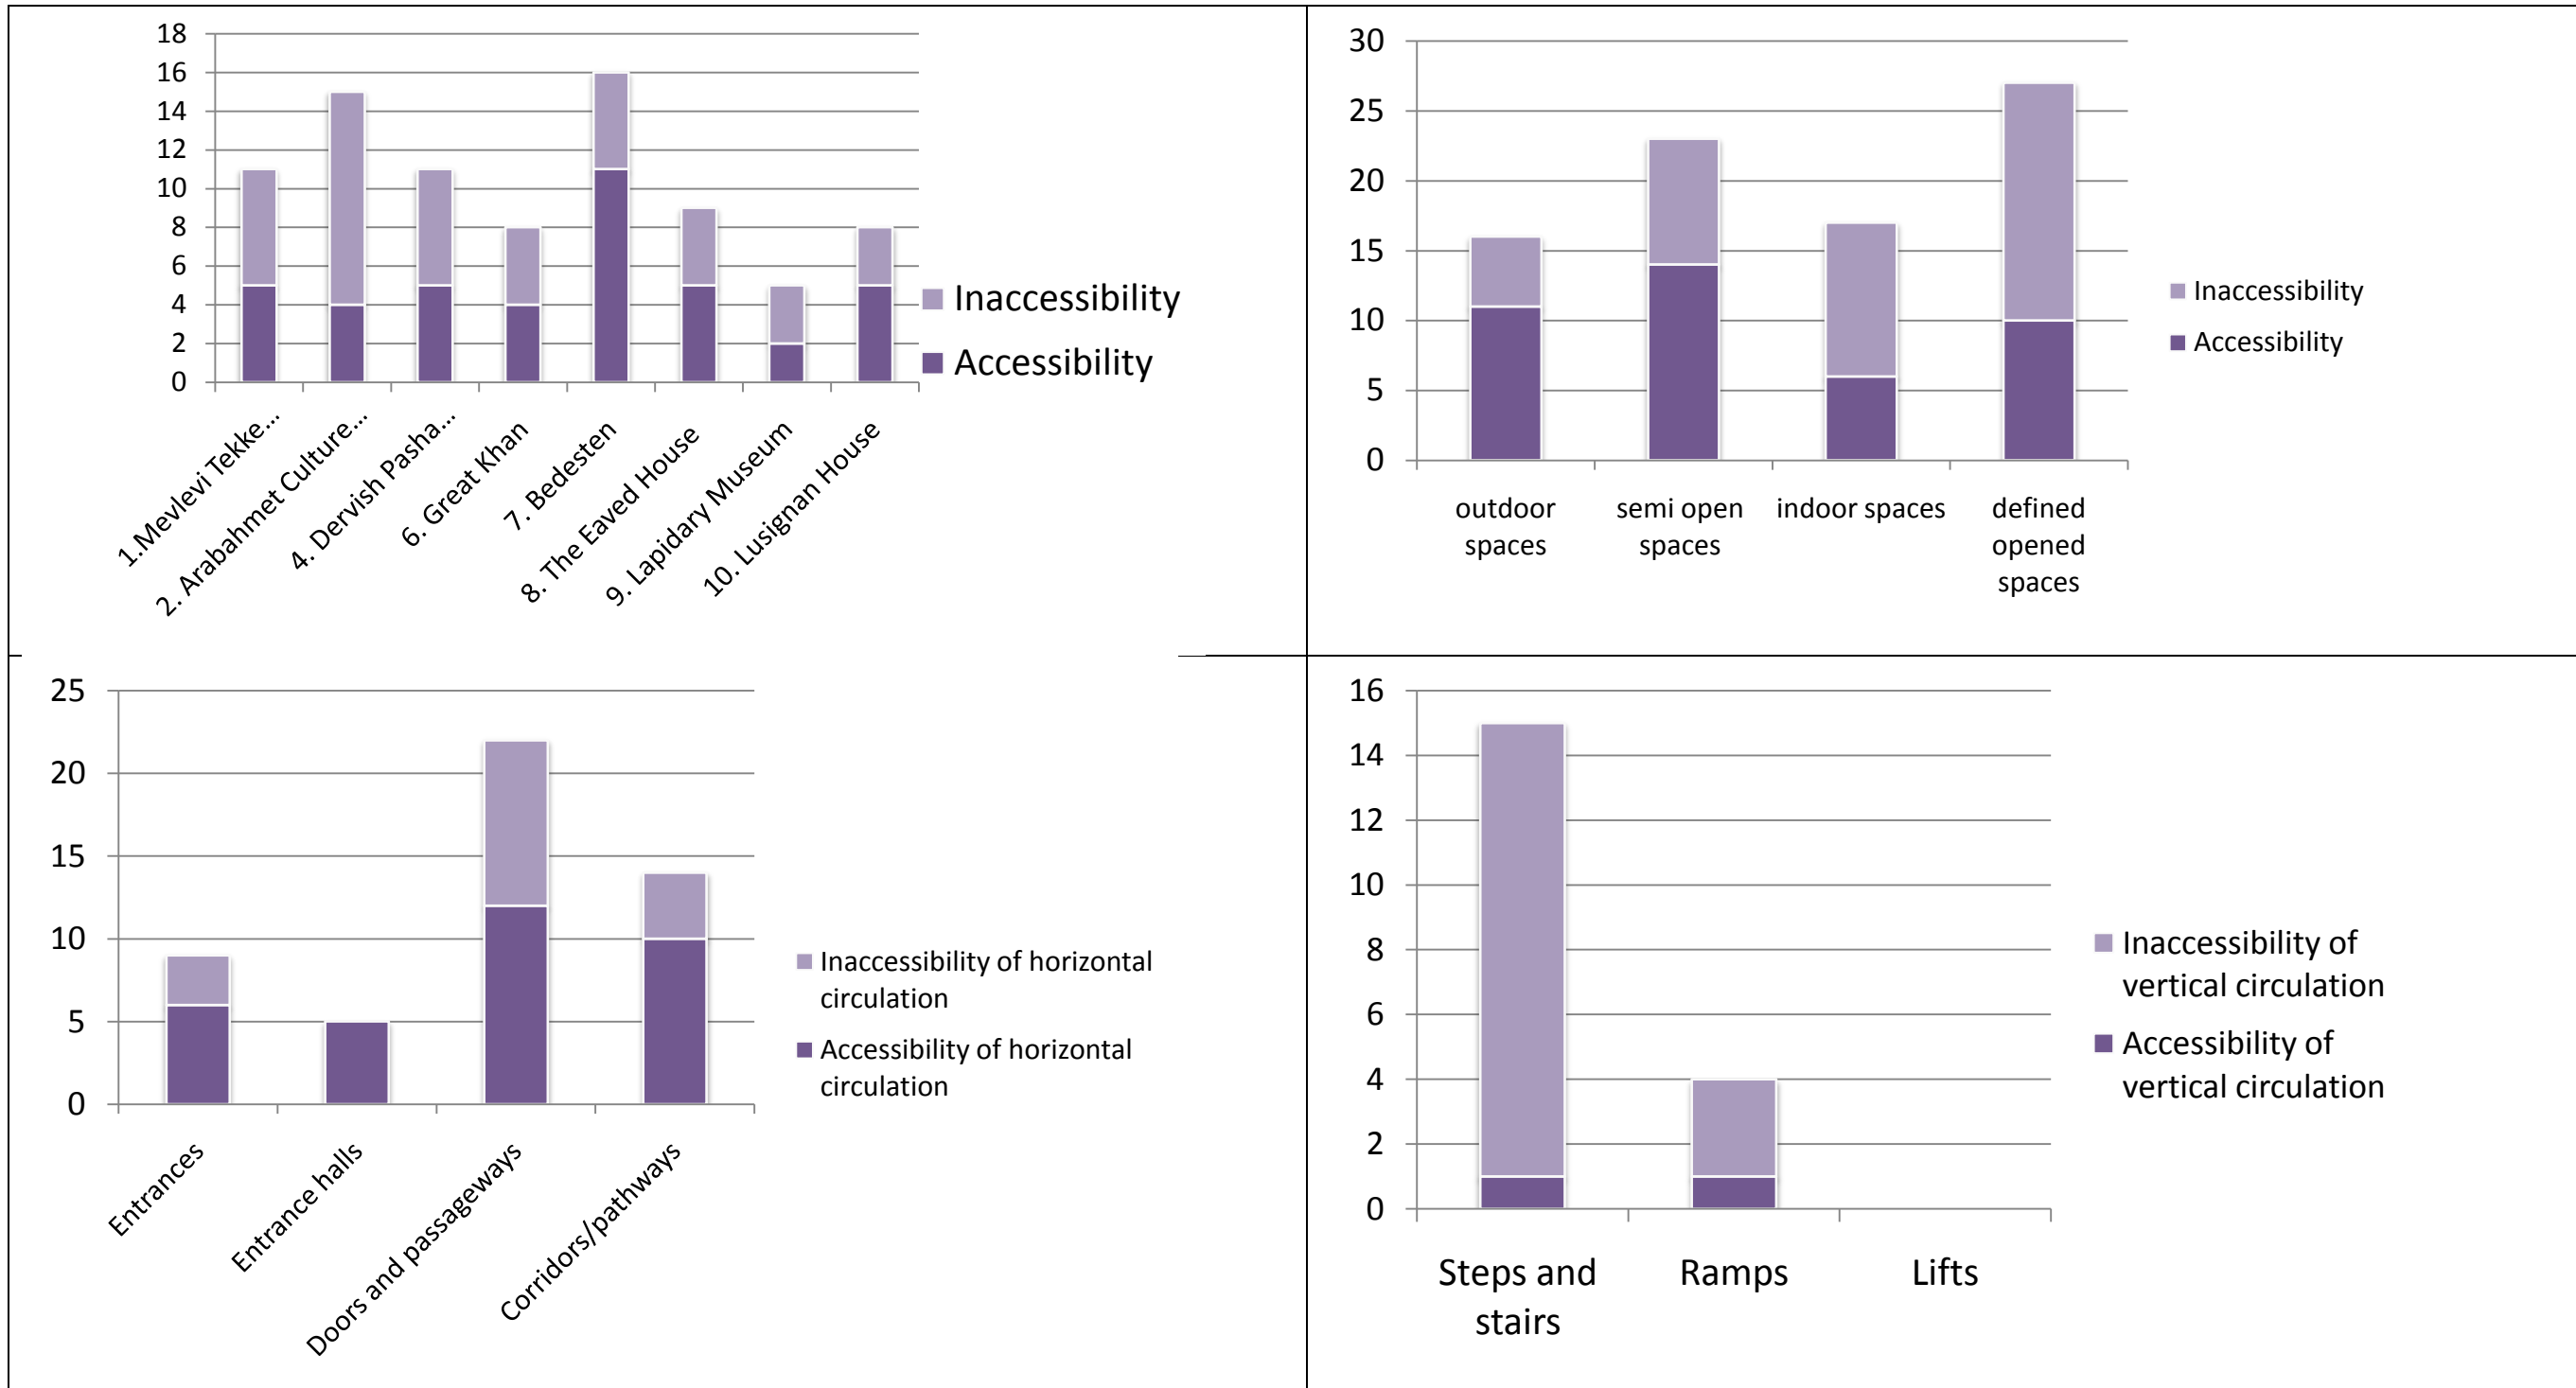 18
16
14
12
10
8
6
4
2
0
1.Mevlevi Tekke...
2. Arabahmet Culture...
4. Dervish Pasha...
6. Great Khan
7. Bedesten
8. The Eaved House
9. Lapidary Museum
10. Lusignan House
Inaccessibility
Accessibility
30
25
20
15
10
5
0
outdoor
spaces
semi open
spaces
indoor spaces
defined
opened
spaces
Inaccessibility
Accessibility
25
20
15
10
5
0
Entrances
Entrance halls
Doors and passageways
Corridors/pathways
Inaccessibility of horizontal
circulation
Accessibility of horizontal
circulation
16
14
12
10
8
6
4
2
0
Steps and
stairs
Ramps
Lifts
Inaccessibility of
vertical circulation
Accessibility of
vertical circulation